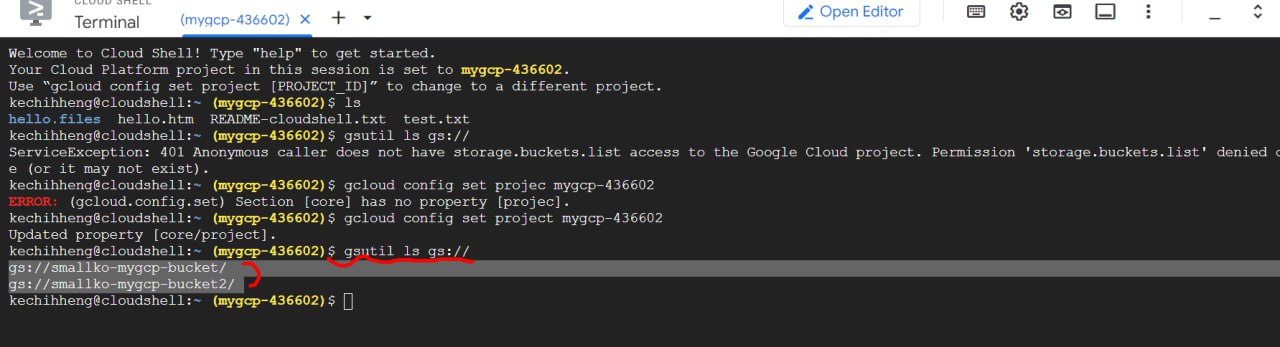 CLOUD SHELL
Terminal
(mygcp-436602) × + Open Editor
Welcome to Cloud Shell! Type "help" to get started.
Your Cloud Platform project in this session is set to mygcp-436602.
Use “gcloud config set project [PROJECT_ID]” to change to a different project.
kechihheng@cloudshell:~ (mygcp-436602)$ ls
hello.files  hello.htm  README-cloudshell.txt  test.txt
kechihheng@cloudshell:~ (mygcp-436602)$ gsutil ls gs://
ServiceException: 401 Anonymous caller does not have storage.buckets.list access to the Google Cloud project. Permission 'storage.buckets.list' denied
e (or it may not exist).
kechihheng@cloudshell:~ (mygcp-436602)$ gcloud config set projec mygcp-436602
ERROR: (gcloud.config.set) Section [core] has no property [projec].
kechihheng@cloudshell:~ (mygcp-436602)$ gcloud config set project mygcp-436602
Updated property [core/project].
kechihheng@cloudshell:~ (mygcp-436602)$ gsutil ls gs://
gs://smallko-mygcp-bucket/
gs://smallko-mygcp-bucket2/
kechihheng@cloudshell:~ (mygcp-436602)$